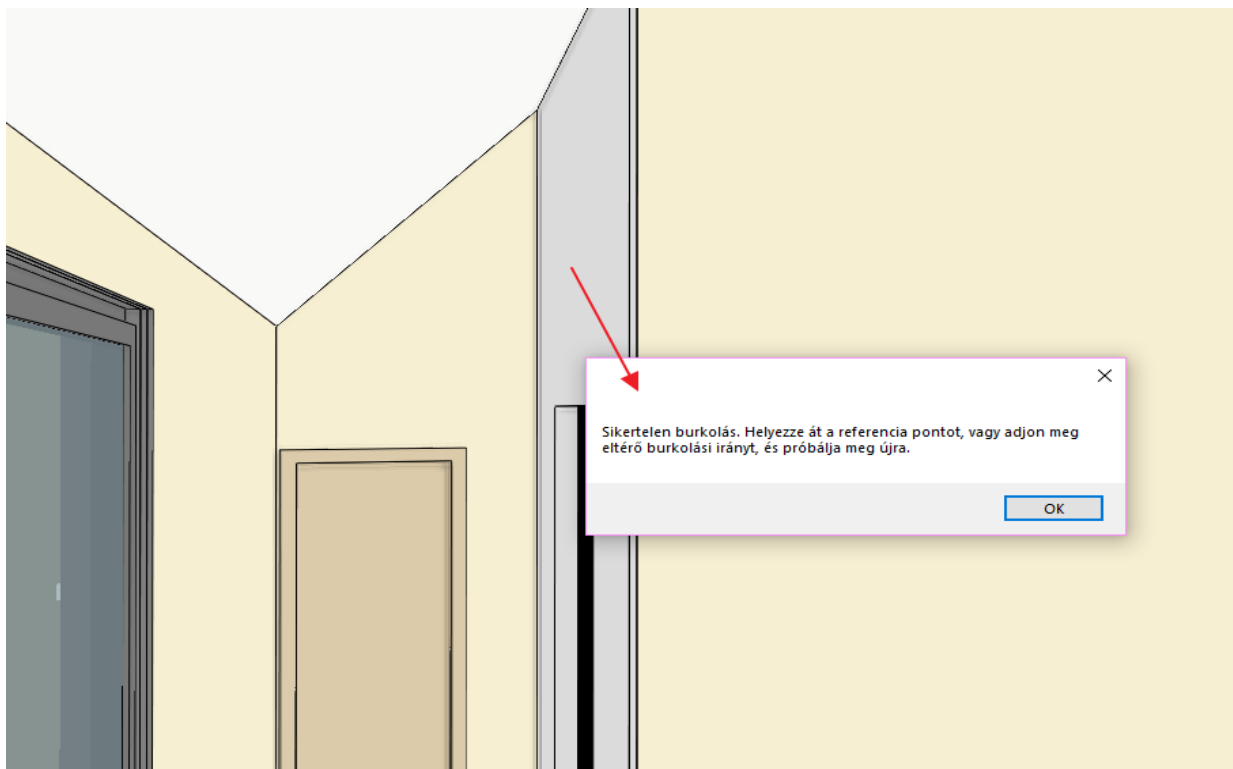 Sikertelen burkolás. Helyezze át a referencia pontot, vagy adjon meg
eltérő burkolási irányt, és próbálja meg újra.
OK